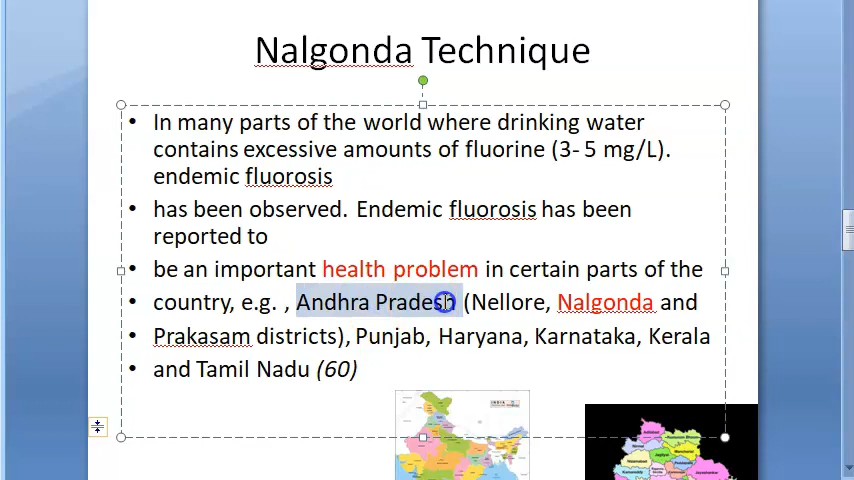 Nalgonda Technique
• In many parts of the world where drinking water
contains excessive amounts of fluorine (3- 5 mg/L).
endemic fluorosis
• has been observed. Endemic fluorosis has been
reported to
• be an important health problem in certain parts of the
• country, e.g. , Andhra Pradesh (Nellore, Nalgonda and
• Prakasam districts), Punjab, Haryana, Karnataka, Kerala
• and Tamil Nadu (60)
INDIA